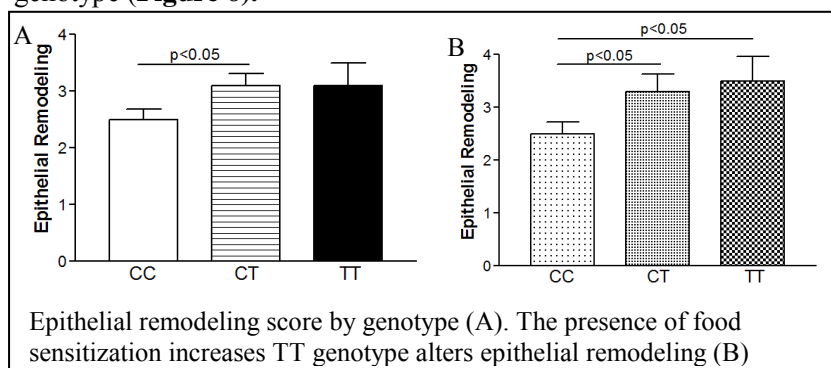 genotype (Figure 6).
A
p<0.05
Epithelial Remodeling
4
3
2
1
0
CC CT TT
B
p<0.05
p<0.05
Epithelial Remodeling
4
3
2
1
0
CC CT TT
Epithelial remodeling score by genotype (A). The presence of food
sensitization increases TT genotype alters epithelial remodeling (B)